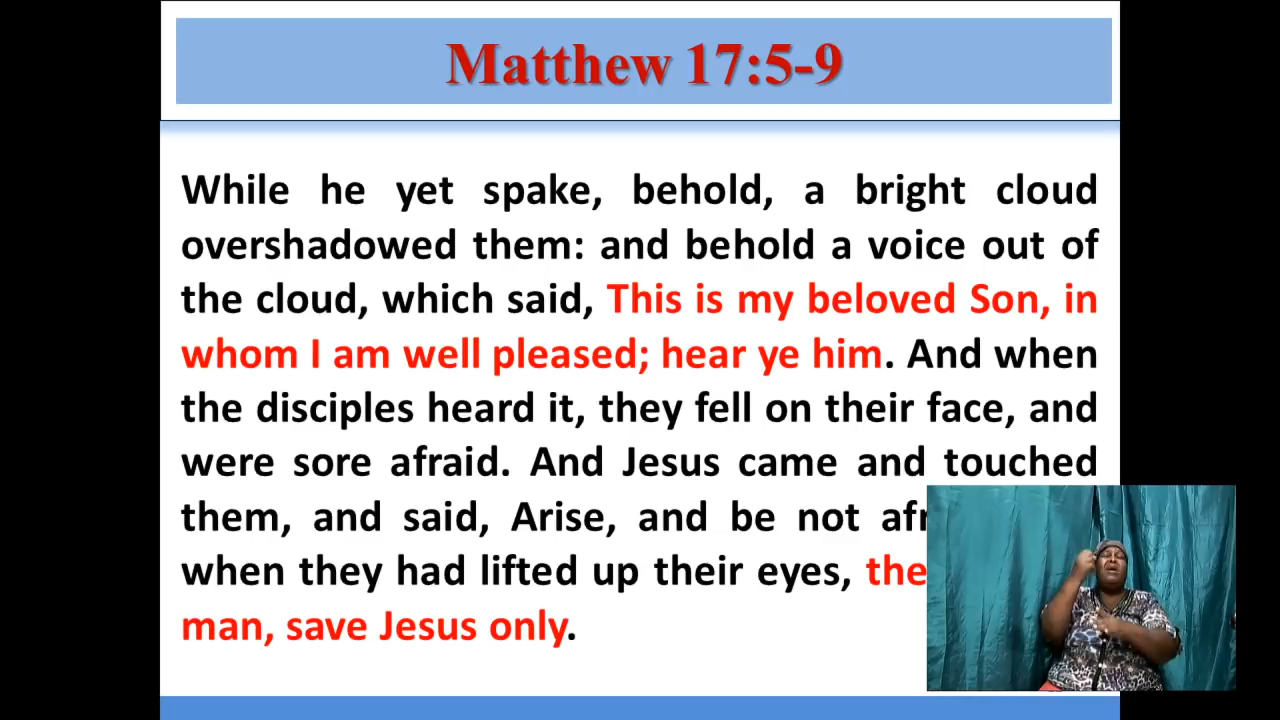 Matthew 17:5-9
While he yet spake, behold, a bright cloud
overshadowed them: and behold a voice out of
the cloud, which said, This is my beloved Son, in
whom I am well pleased; hear ye him. And when
the disciples heard it, they fell on their face, and
were sore afraid. And Jesus came and touched
them, and said, Arise, and be not
when they had lifted up their eyes,
man, save Jesus only.